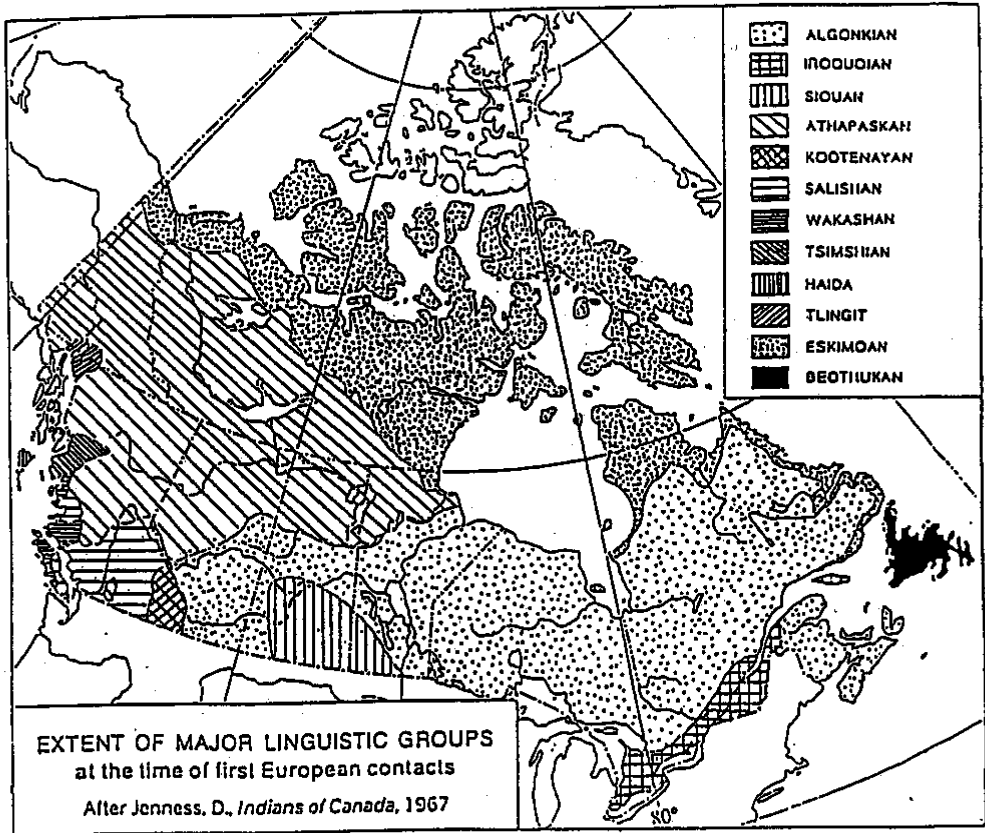 ALGONKIAN
IROQUOIAN
SIOUAN
ATHAPASKAN
KOOTENAYAN
SALISHAN
WAKASHAN
TSIMSHIAN
HAIDA
TLINGIT
ESKIMOAN
BEOTHUKAN
EXTENT OF MAJOR LINGUISTIC GROUPS
at the time of first European contacts
After Jenness, D., Indians of Canada, 1967
80°